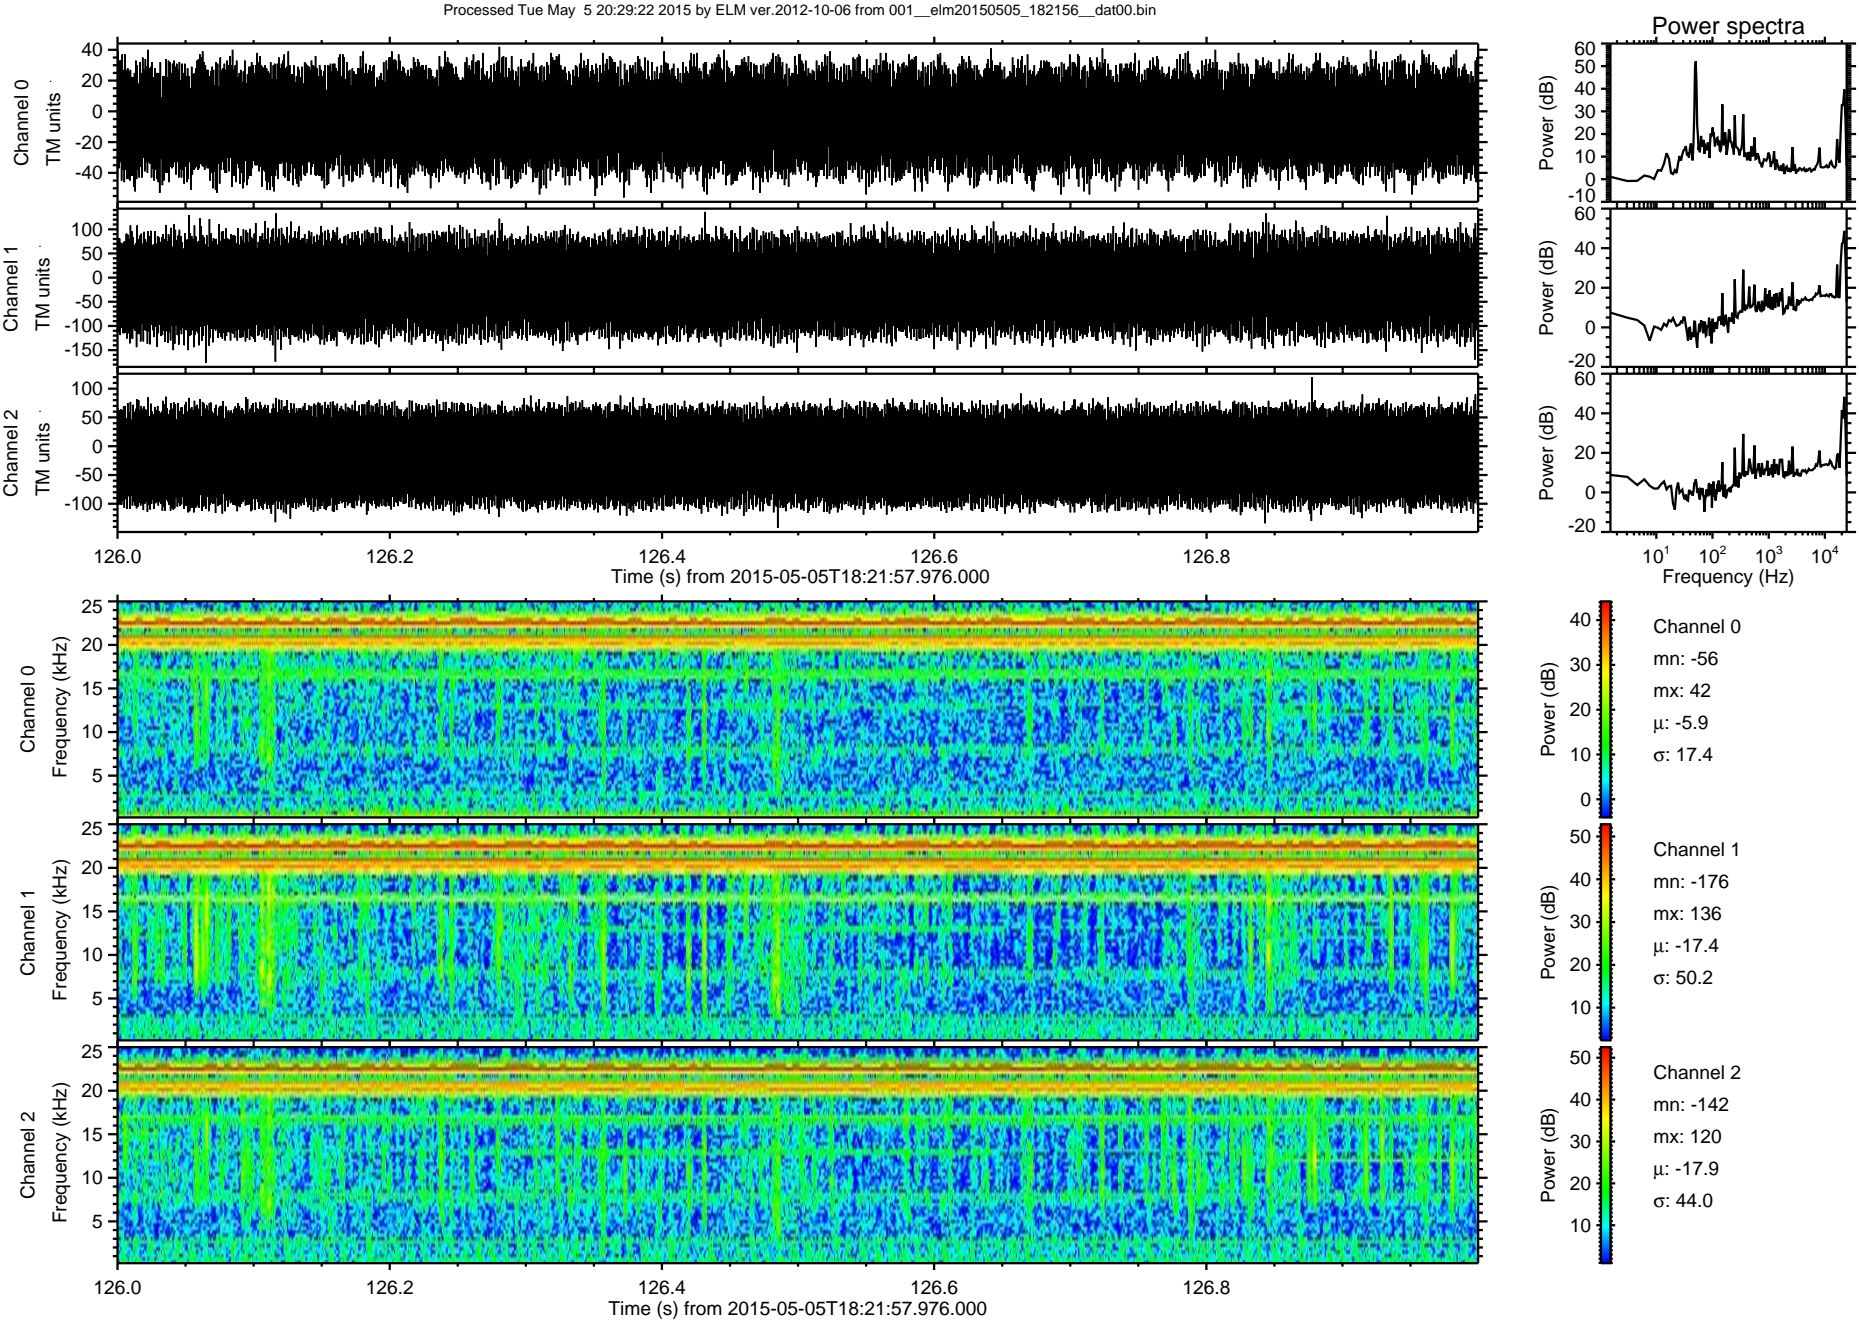 Processed Tue May  5 20:29:22 2015 by ELM ver.2012-10-06 from 001__elm20150505_182156__dat00.bin
Power spectra
Channel 0
TM units
40
20
0
-20
-40
Power (dB)
60
50
40
30
20
10
0
-10
Channel 1
TM units
100
50
0
-50
-100
-150
Power (dB)
60
40
20
0
-20
Channel 2
TM units
100
50
0
-50
-100
Power (dB)
60
40
20
0
-20
126.0 126.2 126.4 126.6 126.8
Time (s) from 2015-05-05T18:21:57.976.000
10¹ 10² 10³ 10⁴
Frequency (Hz)
Channel 0
Frequency (kHz)
25
20
15
10
5
Power (dB)
40
30
20
10
0
Channel 0
mn: -56
mx: 42
μ: -5.9
σ: 17.4
Channel 1
Frequency (kHz)
25
20
15
10
5
Power (dB)
50
40
30
20
10
Channel 1
mn: -176
mx: 136
μ: -17.4
σ: 50.2
Channel 2
Frequency (kHz)
25
20
15
10
5
Power (dB)
50
40
30
20
10
Channel 2
mn: -142
mx: 120
μ: -17.9
σ: 44.0
126.0 126.2 126.4 126.6 126.8
Time (s) from 2015-05-05T18:21:57.976.000